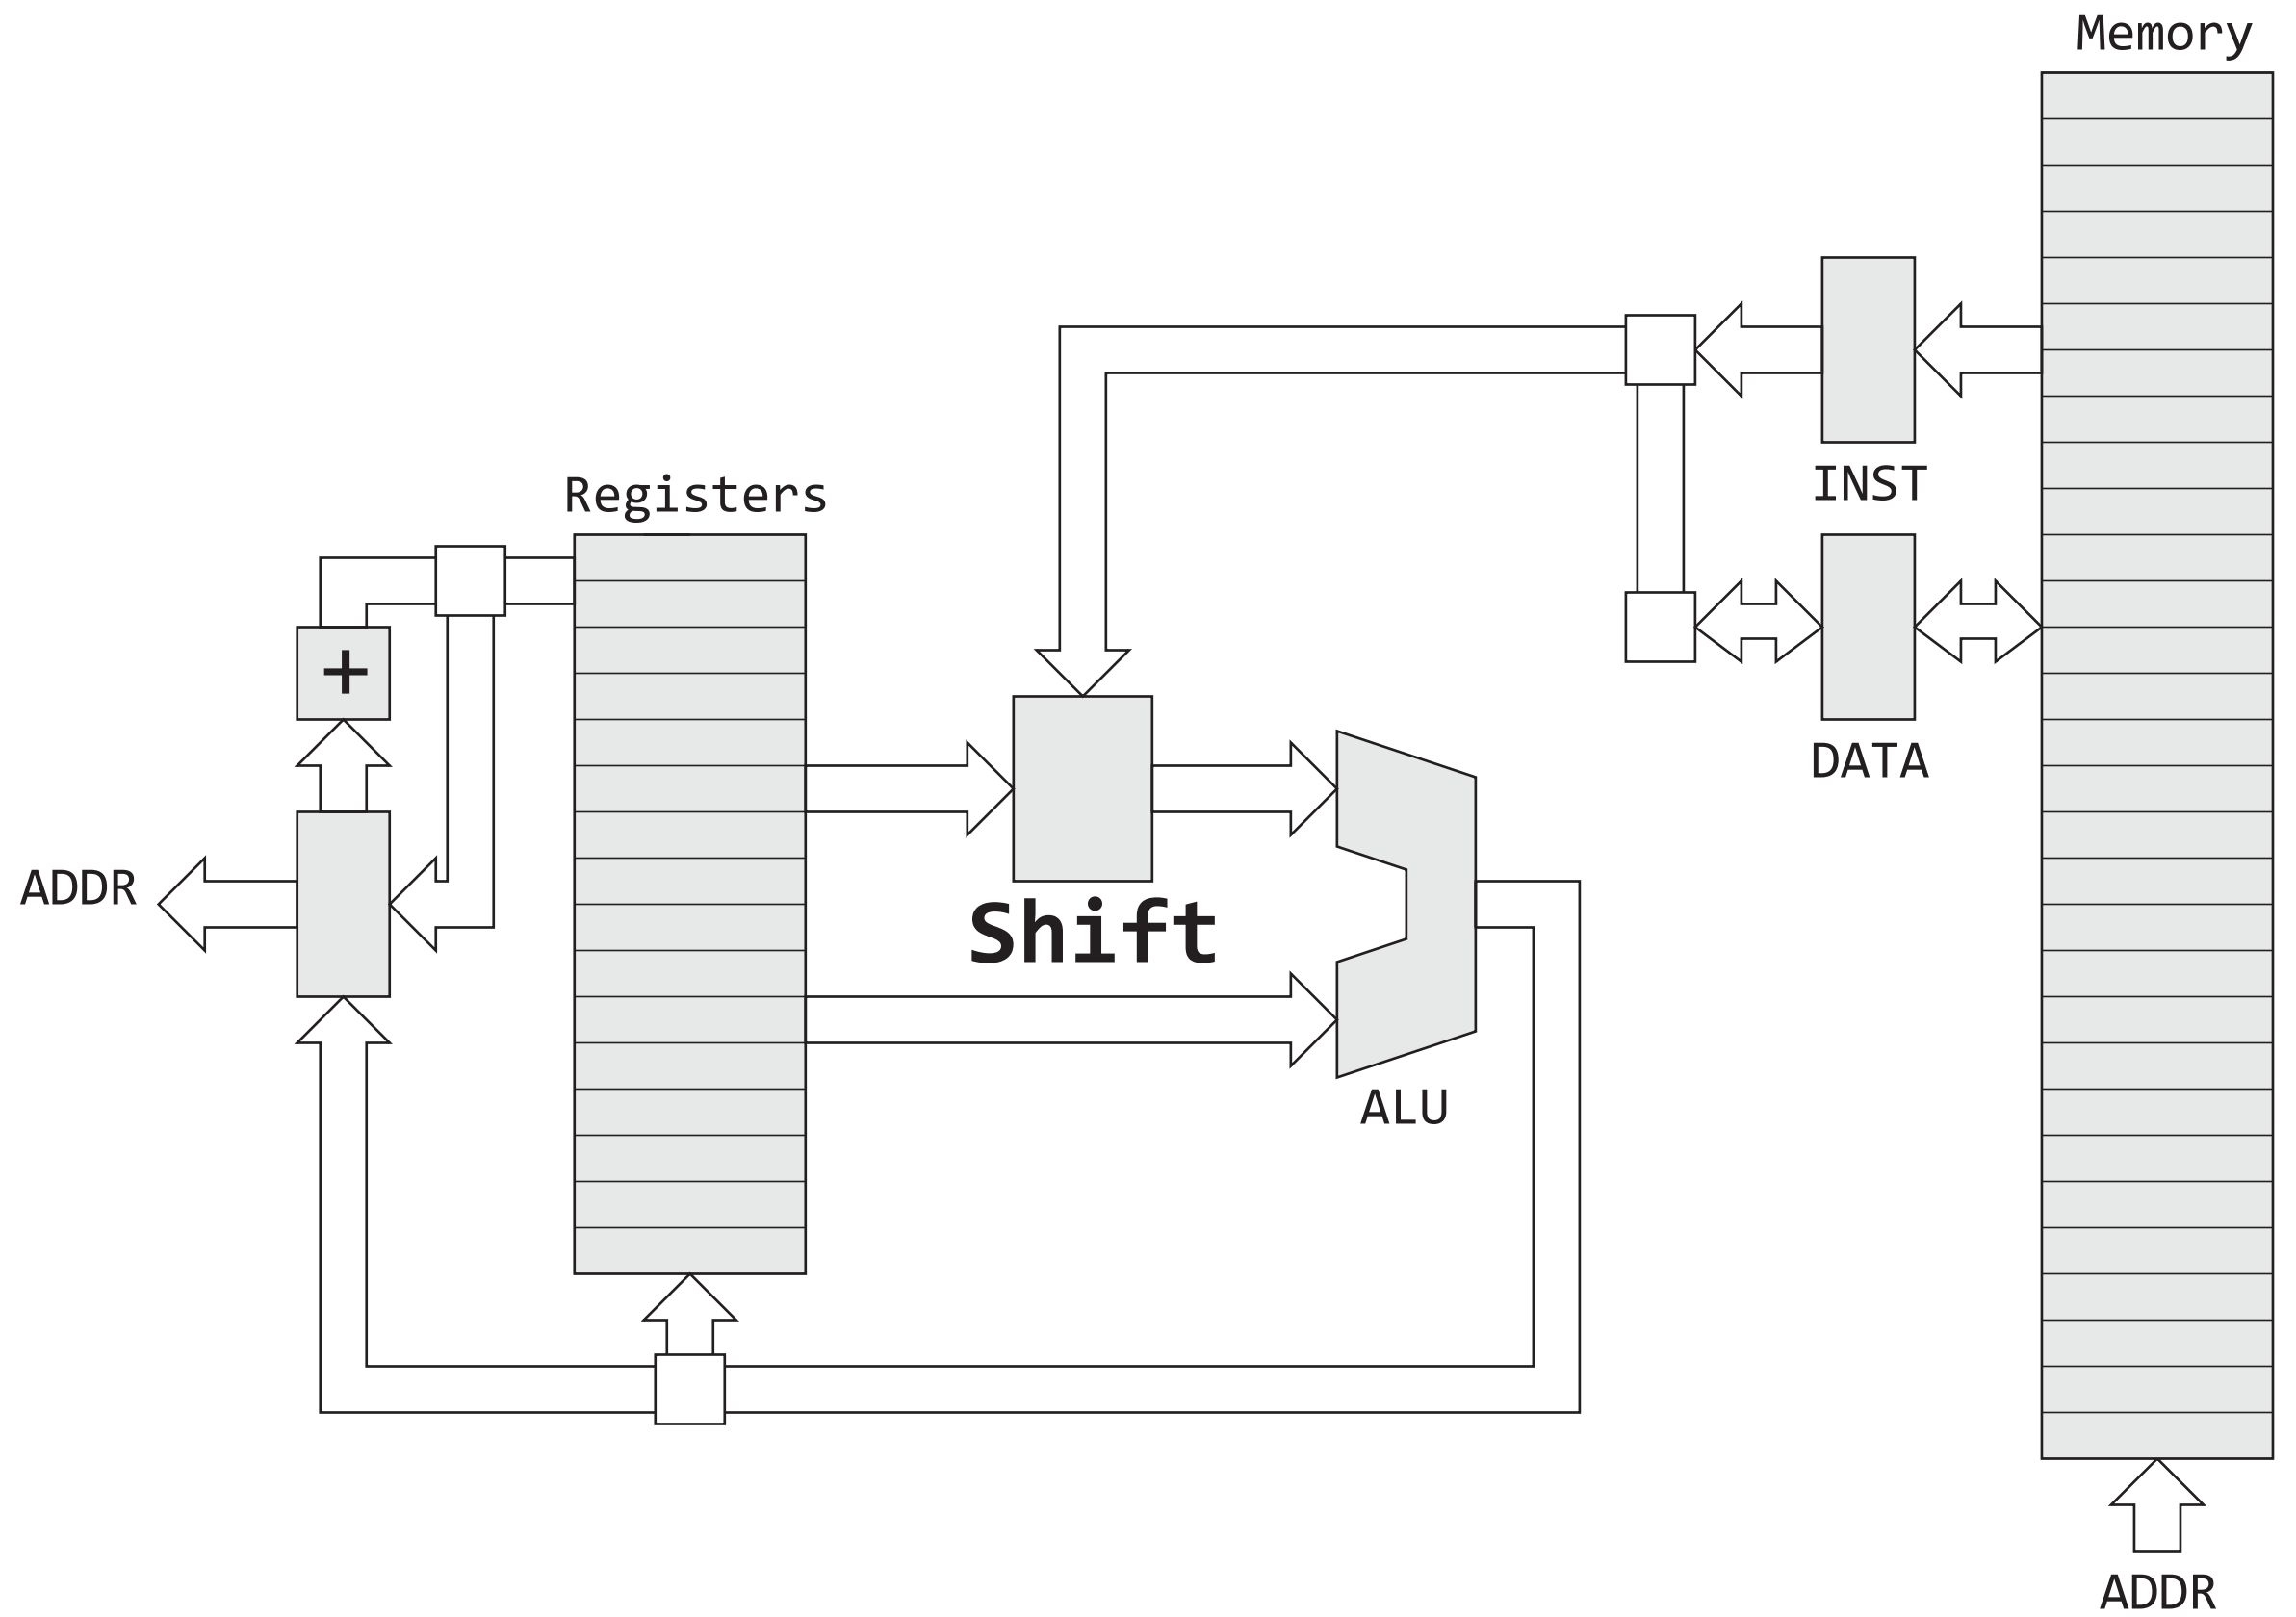 Memory
INST
Registers
+
DATA
ADDR
Shift
ALU
ADDR